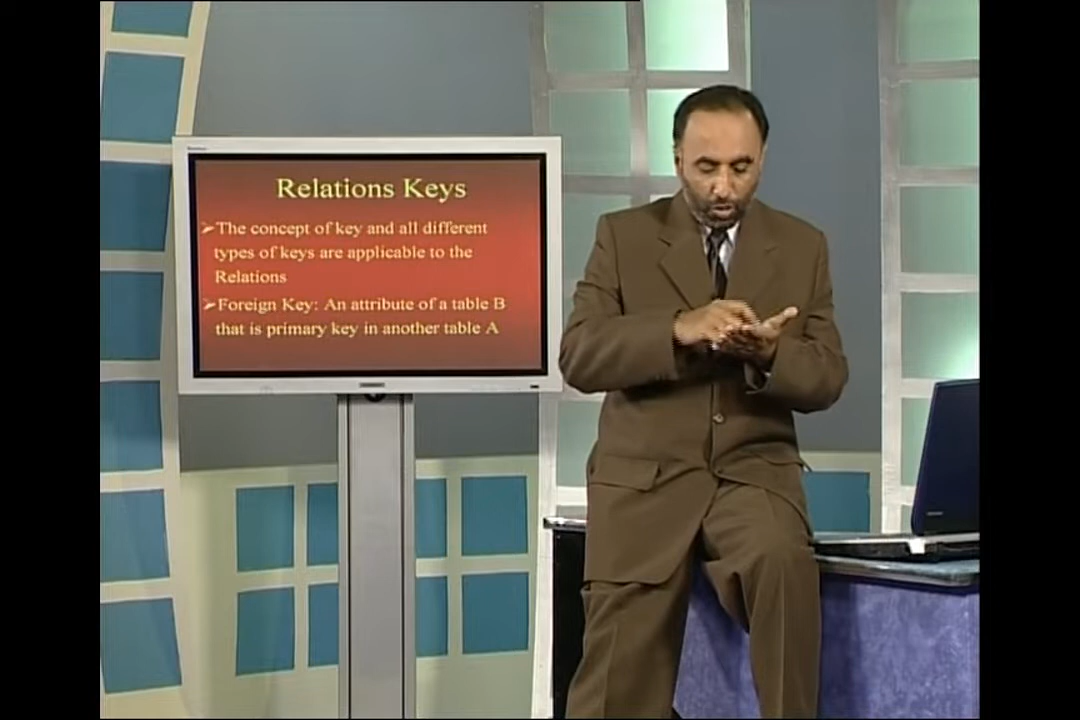 Relations Keys
➢The concept of key and all different
types of keys are applicable to the
Relations
➢Foreign Key: An attribute of a table B
that is primary key in another table A